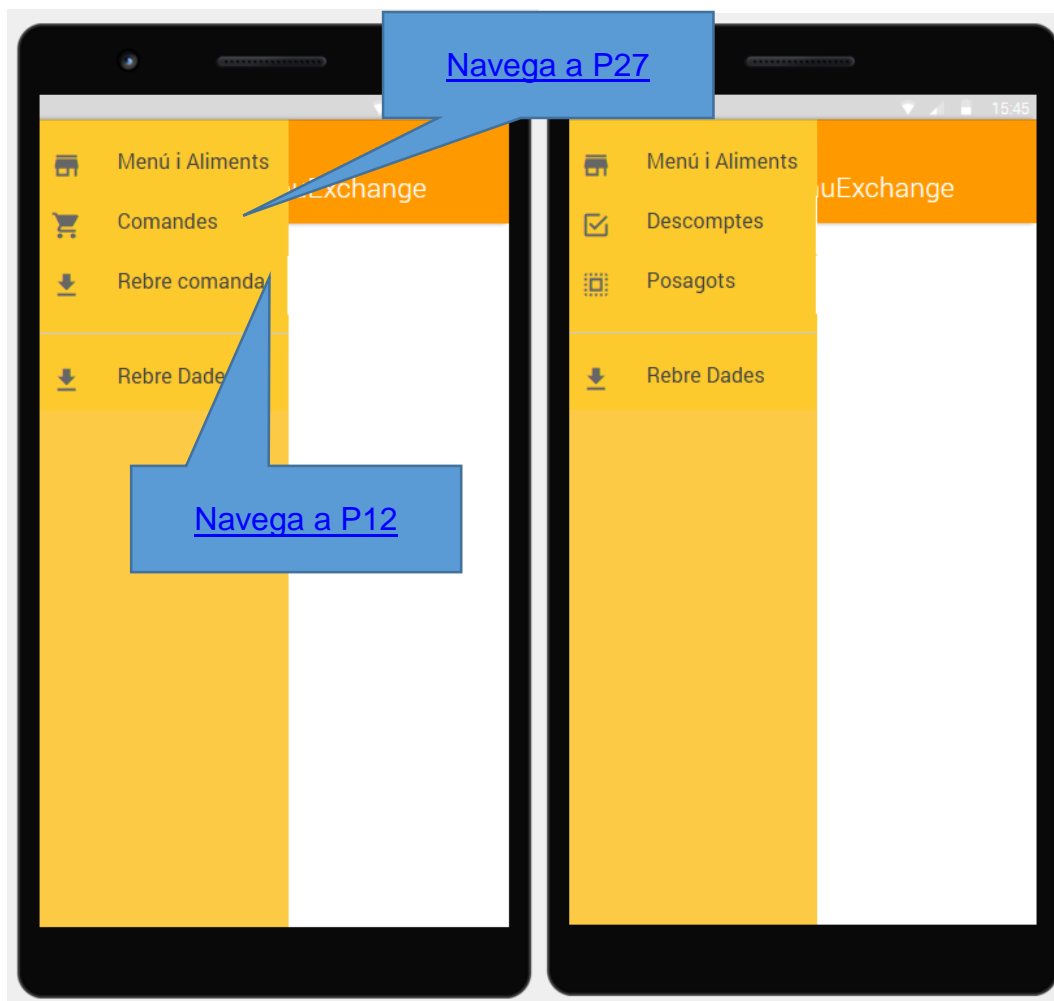 Navega a P27
Menú i Aliments
uExchange
Comandes
Rebre comanda
Rebre Dade
Navega a P12
15:45
Menú i Aliments
uExchange
Descomptes
Posagots
Rebre Dades